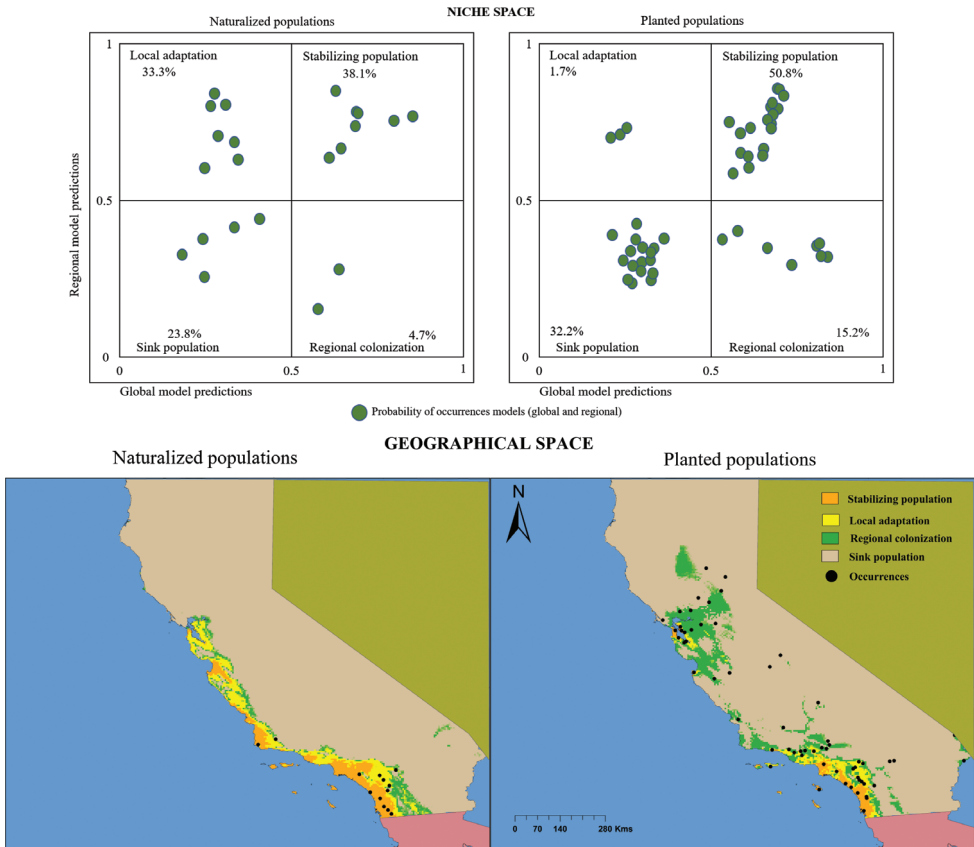 NICHE SPACE
Naturalized populations
Planted populations
1
Local adaptation
33.3%
Stabilizing population
38.1%
0.5
Regional model predictions
23.8%
Sink population
4.7%
Regional colonization
0
0
0.5
1
Global model predictions
1
Local adaptation
1.7%
Stabilizing population
50.8%
0.5
32.2%
Sink population
15.2%
Regional colonization
0
0
0.5
1
Global model predictions
Probability of occurrences models (global and regional)
GEOGRAPHICAL SPACE
Naturalized populations
Planted populations
N
Stabilizing population
Local adaptation
Regional colonization
Sink population
Occurrences
0 70 140 280 Kms